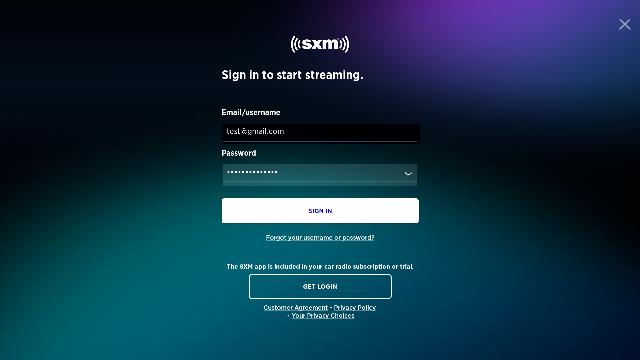 sxm
Sign in to start streaming.
Email/username
test@gmail.com
Password
••••••••••••••
SIGN IN
Forgot your username or password?
The SXM app is included in your car radio subscription or trial.
GET LOGIN
Customer Agreement - Privacy Policy
- Your Privacy Choices